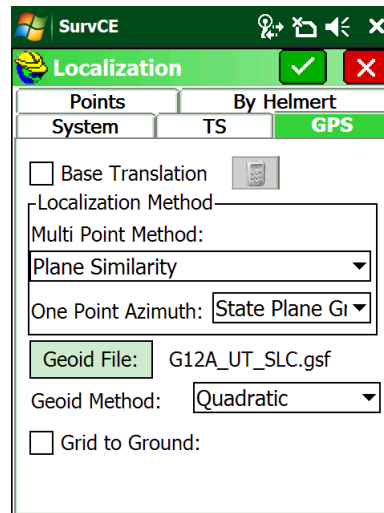 SurvCE
Localization
Points By Helmert
System TS GPS
Base Translation
Localization Method
Multi Point Method:
Plane Similarity
One Point Azimuth: State Plane Gr
Geoid File: G12A_UT_SLC.gsf
Geoid Method: Quadratic
Grid to Ground: